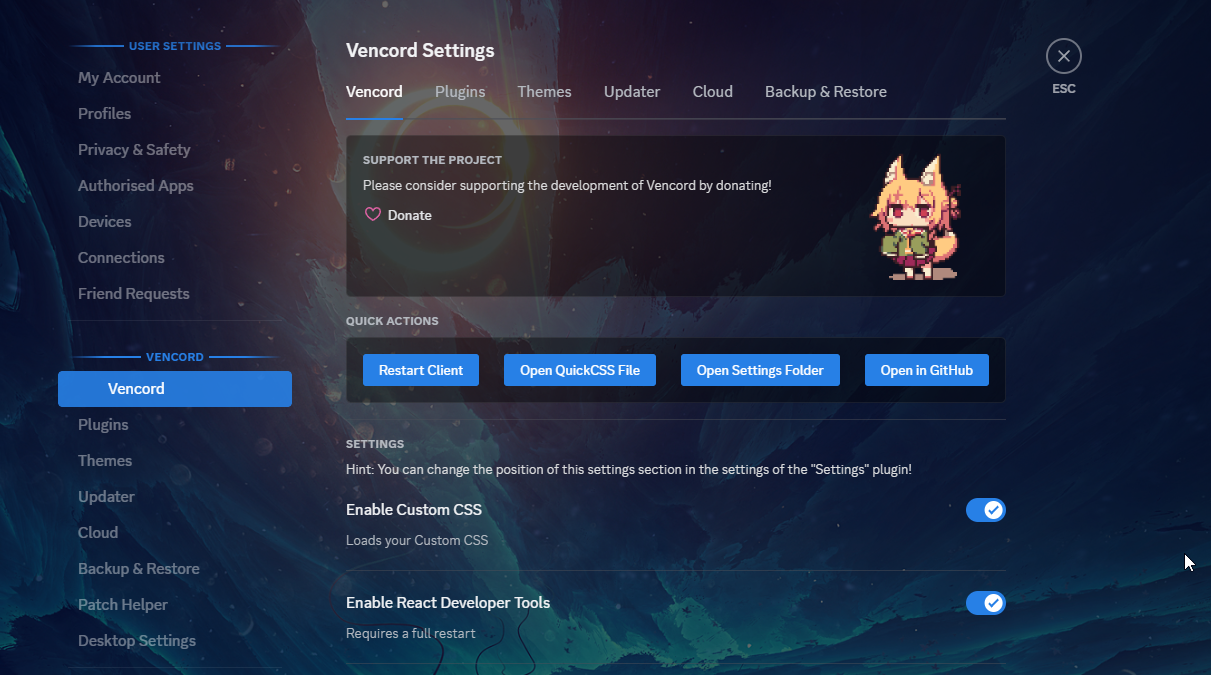 USER SETTINGS
My Account
Profiles
Privacy & Safety
Authorised Apps
Devices
Connections
Friend Requests
VENCORD
Vencord
Plugins
Themes
Updater
Cloud
Backup & Restore
Patch Helper
Desktop Settings
Vencord Settings
Vencord Plugins Themes Updater Cloud Backup & Restore
ESC
SUPPORT THE PROJECT
Please consider supporting the development of Vencord by donating!
Donate
QUICK ACTIONS
Restart Client Open QuickCSS File Open Settings Folder Open in GitHub
SETTINGS
Hint: You can change the position of this settings section in the settings of the "Settings" plugin!
Enable Custom CSS
Loads your Custom CSS
Enable React Developer Tools
Requires a full restart